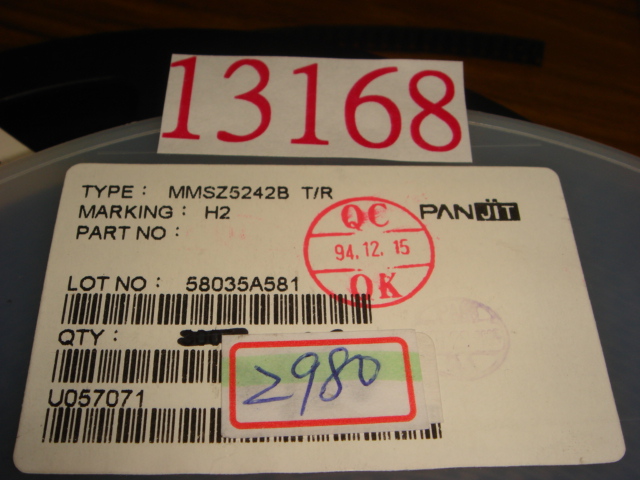 13168
TYPE : MMSZ5242B T/R
MARKING : H2
PART NO :
PANJIT
QC
94.12.15
OK
LOT NO : 58035A581
QTY :
2980
U057071